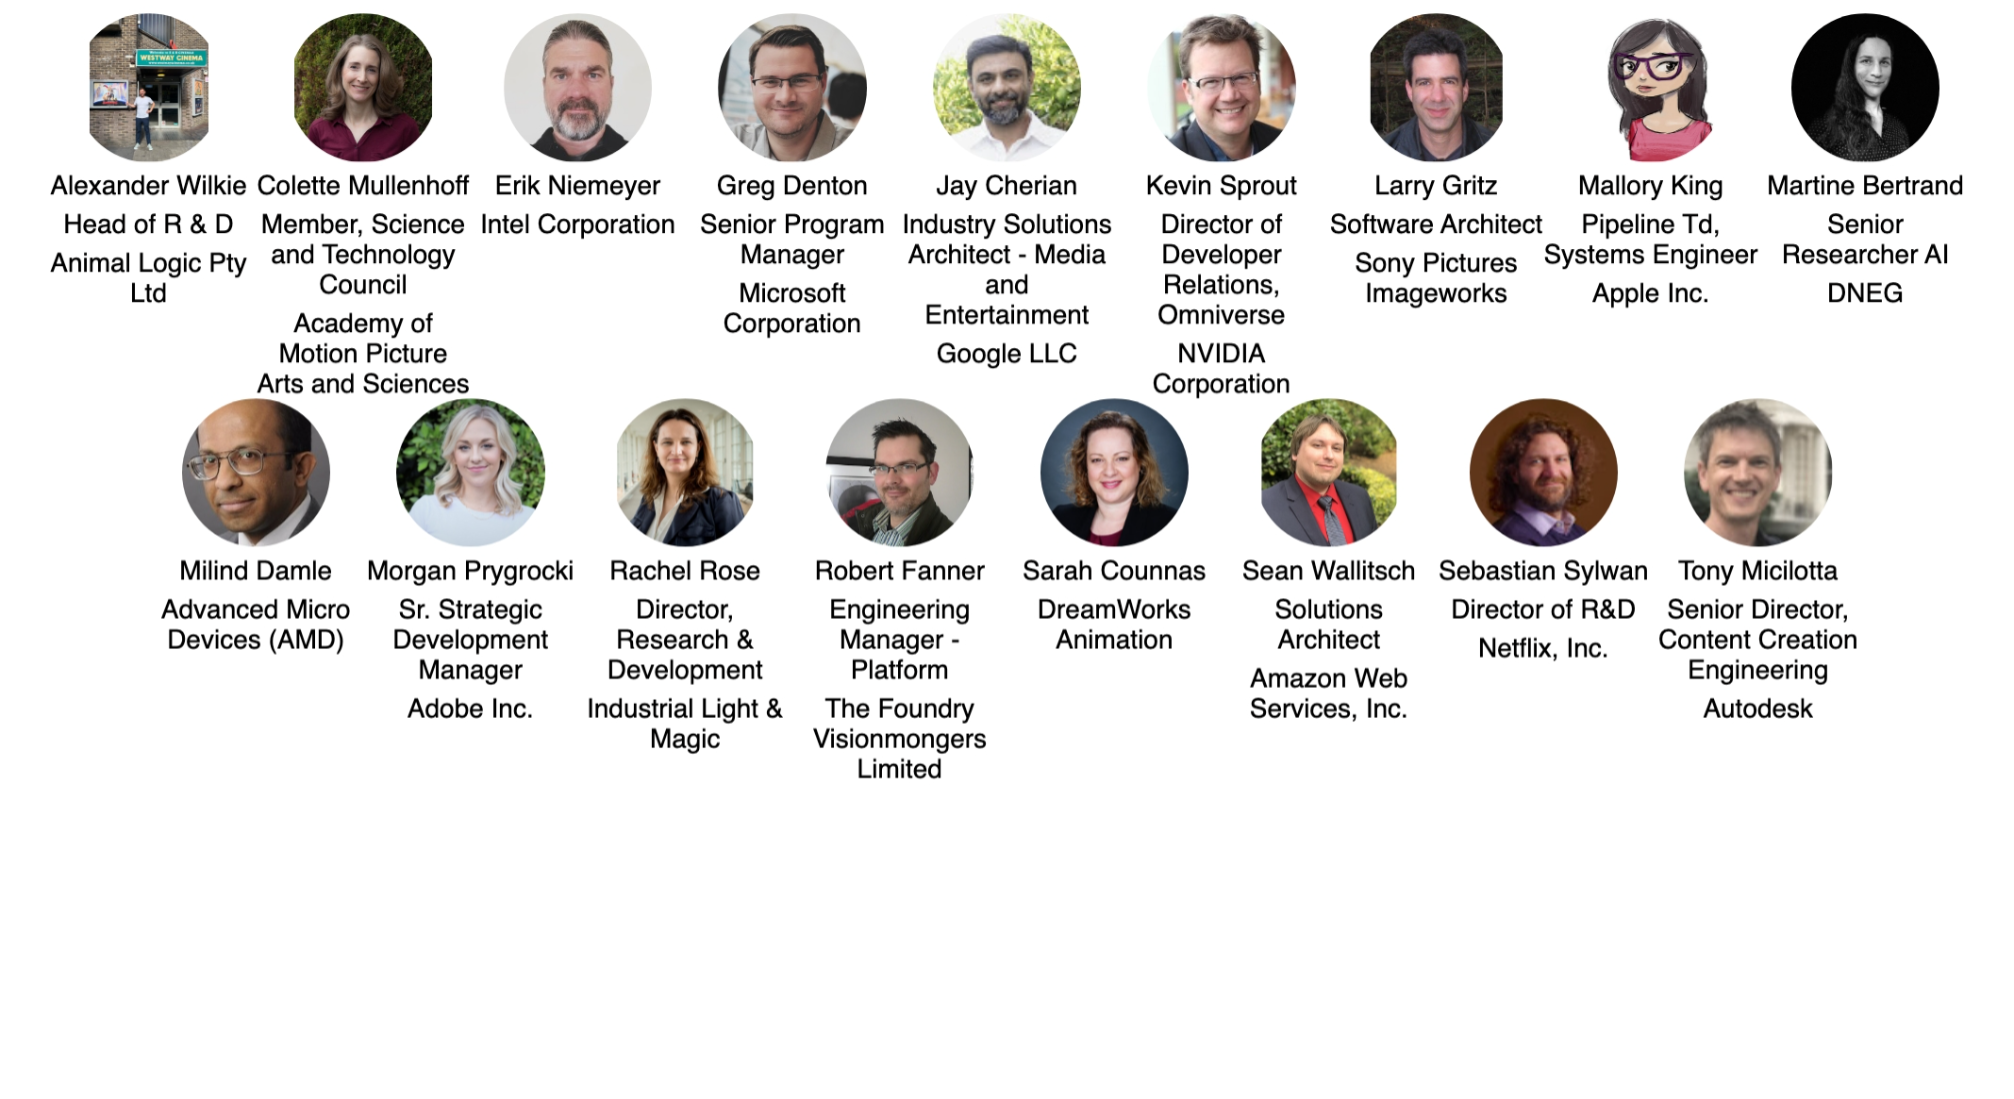 WESTWAY CINEMA
Alexander Wilkie
Head of R & D
Animal Logic Pty
Ltd
Colette Mullenhoff
Member, Science
and Technology
Council
Academy of
Motion Picture
Arts and Sciences
Erik Niemeyer
Intel Corporation
Greg Denton
Senior Program
Manager
Microsoft
Corporation
Jay Cherian
Industry Solutions
Architect - Media
and
Entertainment
Google LLC
Kevin Sprout
Director of
Developer
Relations,
Omniverse
NVIDIA
Corporation
Larry Gritz
Software Architect
Sony Pictures
Imageworks
Mallory King
Pipeline Td,
Systems Engineer
Apple Inc.
Martine Bertrand
Senior
Researcher AI
DNEG
Milind Damle
Advanced Micro
Devices (AMD)
Morgan Prygrocki
Sr. Strategic
Development
Manager
Adobe Inc.
Rachel Rose
Director,
Research &
Development
Industrial Light &
Magic
Robert Fanner
Engineering
Manager -
Platform
The Foundry
Visionmongers
Limited
Sarah Counnas
DreamWorks
Animation
Sean Wallitsch
Solutions
Architect
Amazon Web
Services, Inc.
Sebastian Sylwan
Director of R&D
Netflix, Inc.
Tony Micilotta
Senior Director,
Content Creation
Engineering
Autodesk